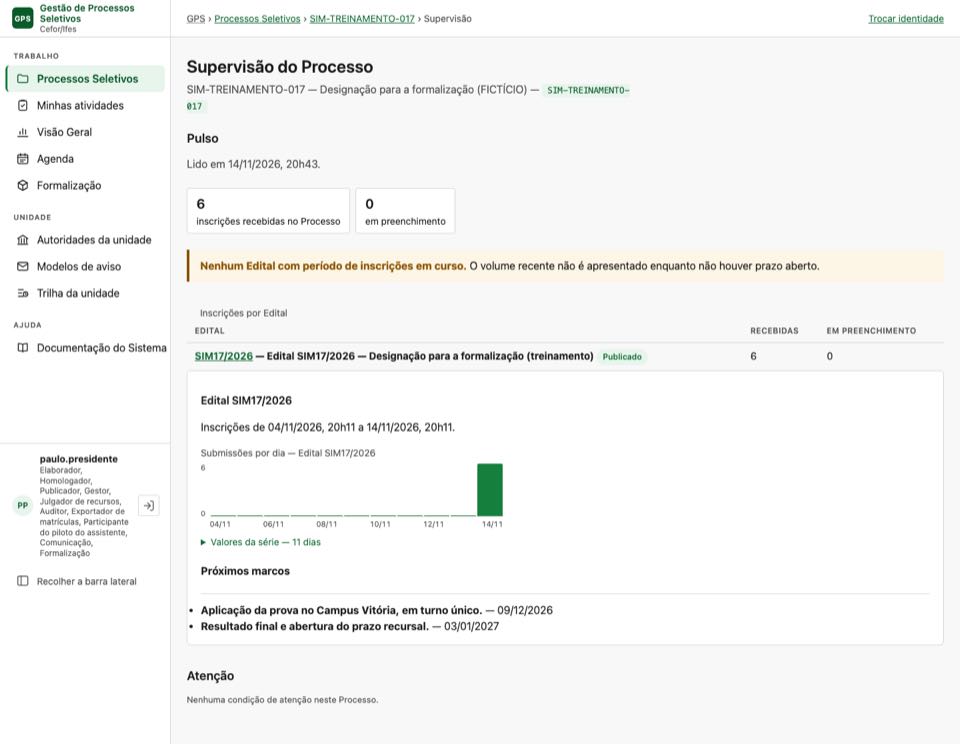 GPS
Gestão de Processos
Seletivos
Cefor/Ifes
GPS › Processos Seletivos › SIM-TREINAMENTO-017 › Supervisão
Trocar identidade
TRABALHO
Processos Seletivos
Minhas atividades
Visão Geral
Agenda
Formalização
UNIDADE
Autoridades da unidade
Modelos de aviso
Trilha da unidade
AJUDA
Documentação do Sistema
PP
paulo.presidente
Elaborador,
Homologador,
Publicador, Gestor,
Julgador de recursos,
Auditor, Exportador de
matrículas, Participante
do piloto do assistente,
Comunicação,
Formalização
Recolher a barra lateral
Supervisão do Processo
SIM-TREINAMENTO-017 — Designação para a formalização (FICTÍCIO) — SIM-TREINAMENTO-
017
Pulso
Lido em 14/11/2026, 20h43.
6
inscrições recebidas no Processo
0
em preenchimento
Nenhum Edital com período de inscrições em curso. O volume recente não é apresentado enquanto não houver prazo aberto.
Inscrições por Edital
EDITAL RECEBIDAS EM PREENCHIMENTO
SIM17/2026 — Edital SIM17/2026 — Designação para a formalização (treinamento) Publicado 6 0
Edital SIM17/2026
Inscrições de 04/11/2026, 20h11 a 14/11/2026, 20h11.
Submissões por dia — Edital SIM17/2026
6
0
04/11 06/11 08/11 10/11 12/11 14/11
Valores da série — 11 dias
Próximos marcos
• Aplicação da prova no Campus Vitória, em turno único. — 09/12/2026
• Resultado final e abertura do prazo recursal. — 03/01/2027
Atenção
Nenhuma condição de atenção neste Processo.